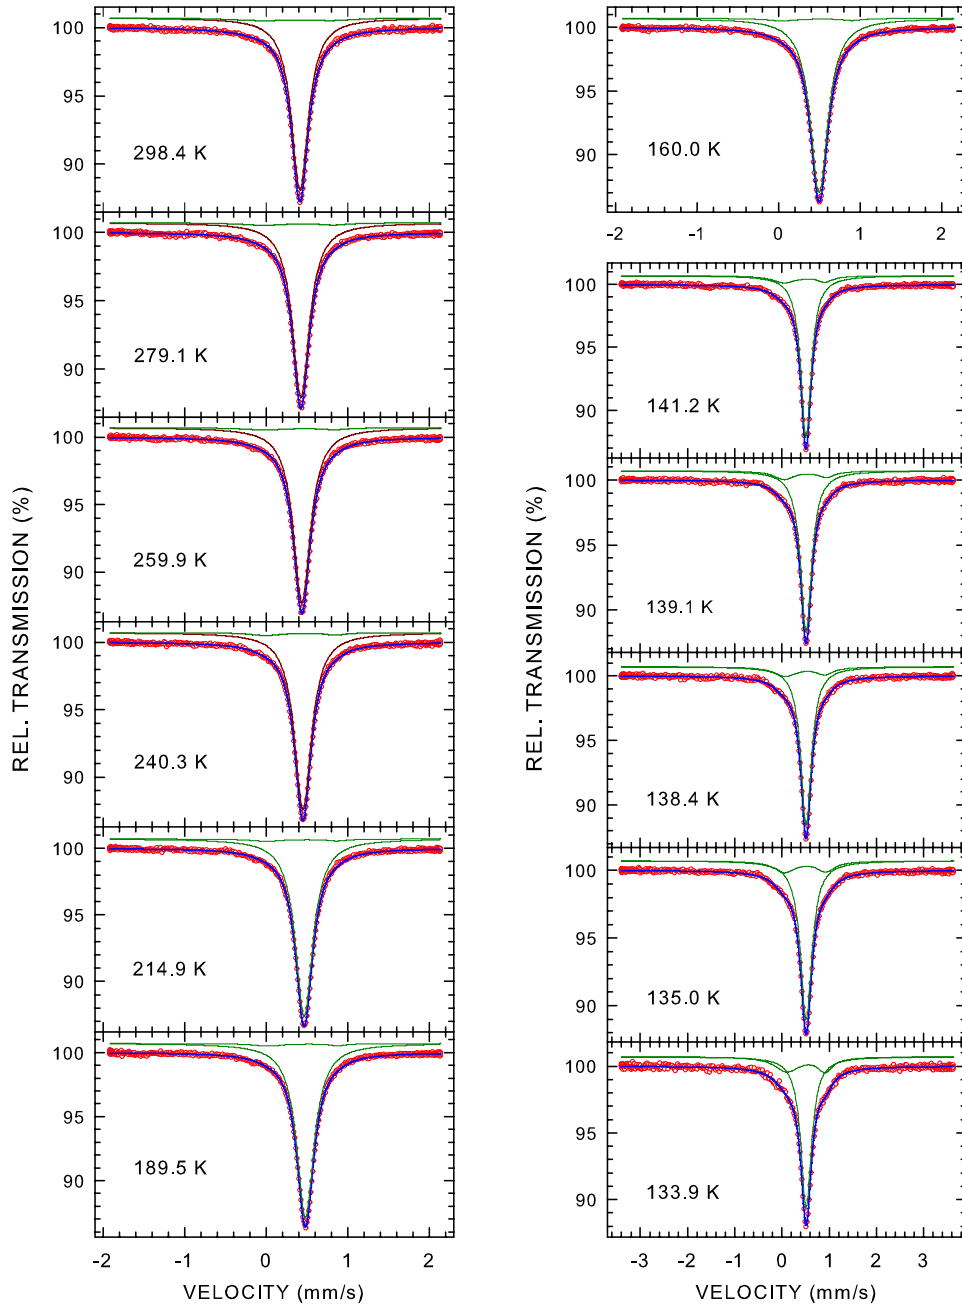 100
95
90
298.4 K
100
95
90
279.1 K
100
95
90
259.9 K
100
95
90
240.3 K
100
95
90
214.9 K
100
95
90
189.5 K
-2 -1 0 1 2
VELOCITY (mm/s)
REL. TRANSMISSION (%)
100
95
90
160.0 K
-2 -1 0 1 2
100
95
90
141.2 K
100
95
90
139.1 K
100
95
90
138.4 K
100
95
90
135.0 K
100
95
90
133.9 K
-3 -2 -1 0 1 2 3
VELOCITY (mm/s)
REL. TRANSMISSION (%)